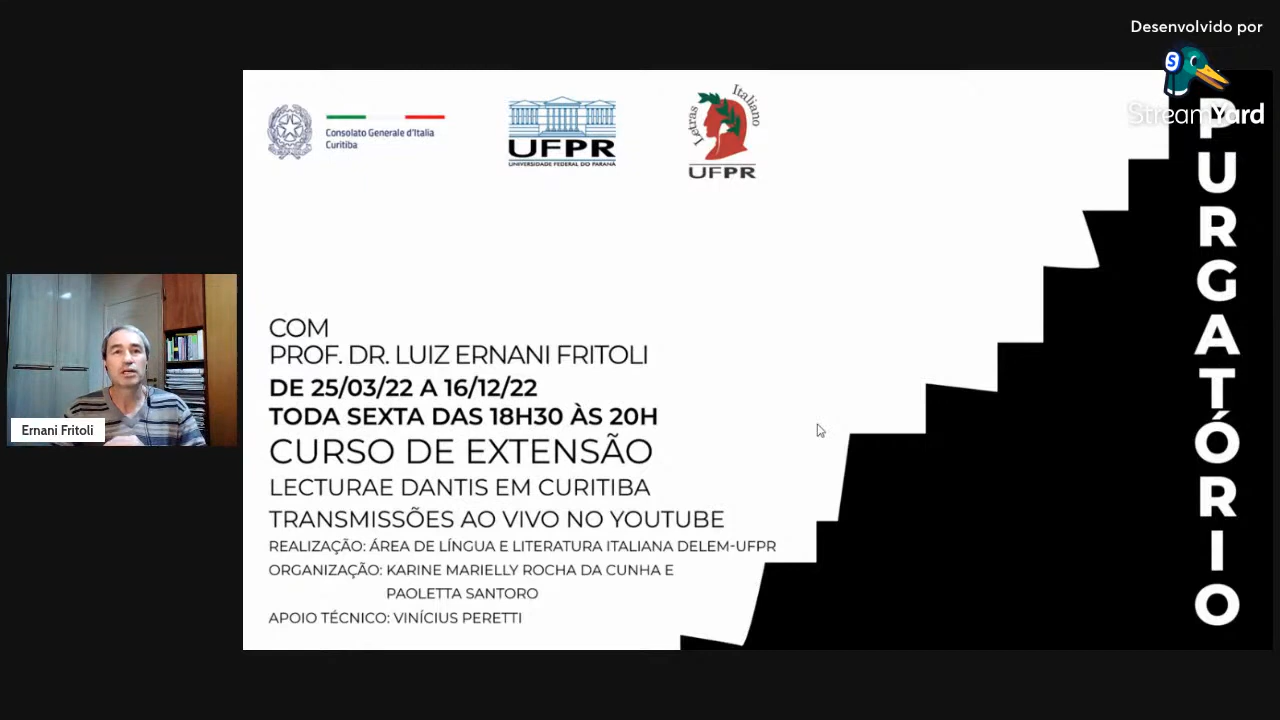 Desenvolvido por
S
StreamYard
Consolato Generale d'Italia
Curitiba
UFPR
UNIVERSIDADE FEDERAL DO PARANÁ
Letras Italiano
UFPR
COM
PROF. DR. LUIZ ERNANI FRITOLI
DE 25/03/22 A 16/12/22
TODA SEXTA DAS 18H30 ÀS 20H
CURSO DE EXTENSÃO
LECTURAE DANTIS EM CURITIBA
TRANSMISSÕES AO VIVO NO YOUTUBE
REALIZAÇÃO: ÁREA DE LÍNGUA E LITERATURA ITALIANA DELEM-UFPR
ORGANIZAÇÃO: KARINE MARIELLY ROCHA DA CUNHA E
PAOLETTA SANTORO
APOIO TÉCNICO: VINÍCIUS PERETTI
PURGATÓRIO
Ernani Fritoli